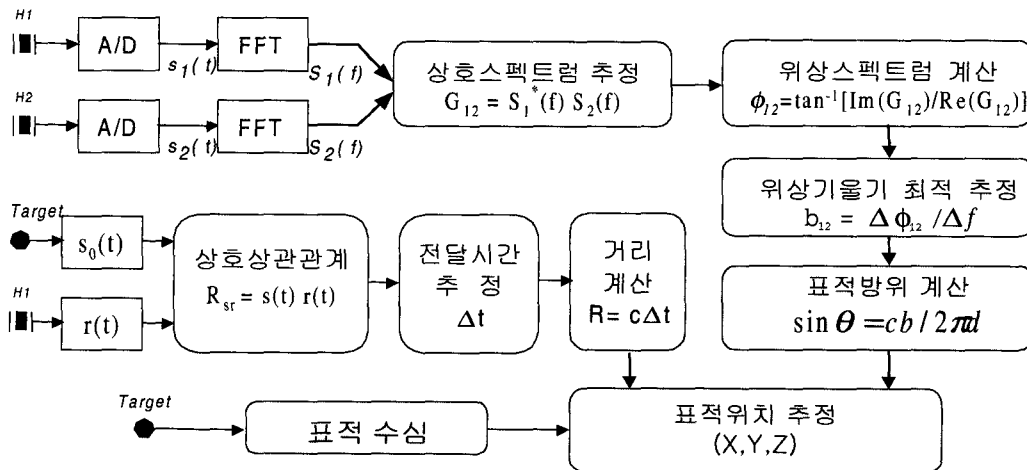 H1
A/D
s₁(t)
FFT
S₁(f)
H2
A/D
s₂(t)
FFT
S₂(f)
상호스펙트럼 추정
G₁₂ = S₁*(f) S₂(f)
위상스펙트럼 계산
ϕ₁₂=tan⁻¹[Im(G₁₂)/Re(G₁₂)]
위상기울기 최적 추정
b₁₂ = Δϕ₁₂ /Δf
표적방위 계산
sin θ = cb / 2πd
Target
s₀(t)
H1
r(t)
상호상관관계
R_sr = s(t) r(t)
전달시간
추 정
Δt
거리
계산
R= cΔt
Target
표적 수심
표적위치 추정
(X,Y,Z)